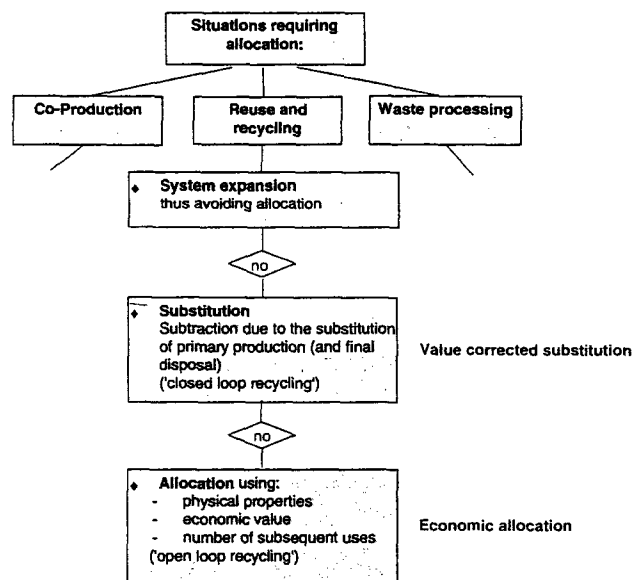 Situations requiring
allocation:
Co-Production
Reuse and
recycling
Waste processing
♦ System expansion
thus avoiding allocation
no
♦ Substitution
Subtraction due to the substitution
of primary production (and final
disposal)
('closed loop recycling')
Value corrected substitution
no
♦ Allocation using:
- physical properties
- economic value
- number of subsequent uses
('open loop recycling')
Economic allocation